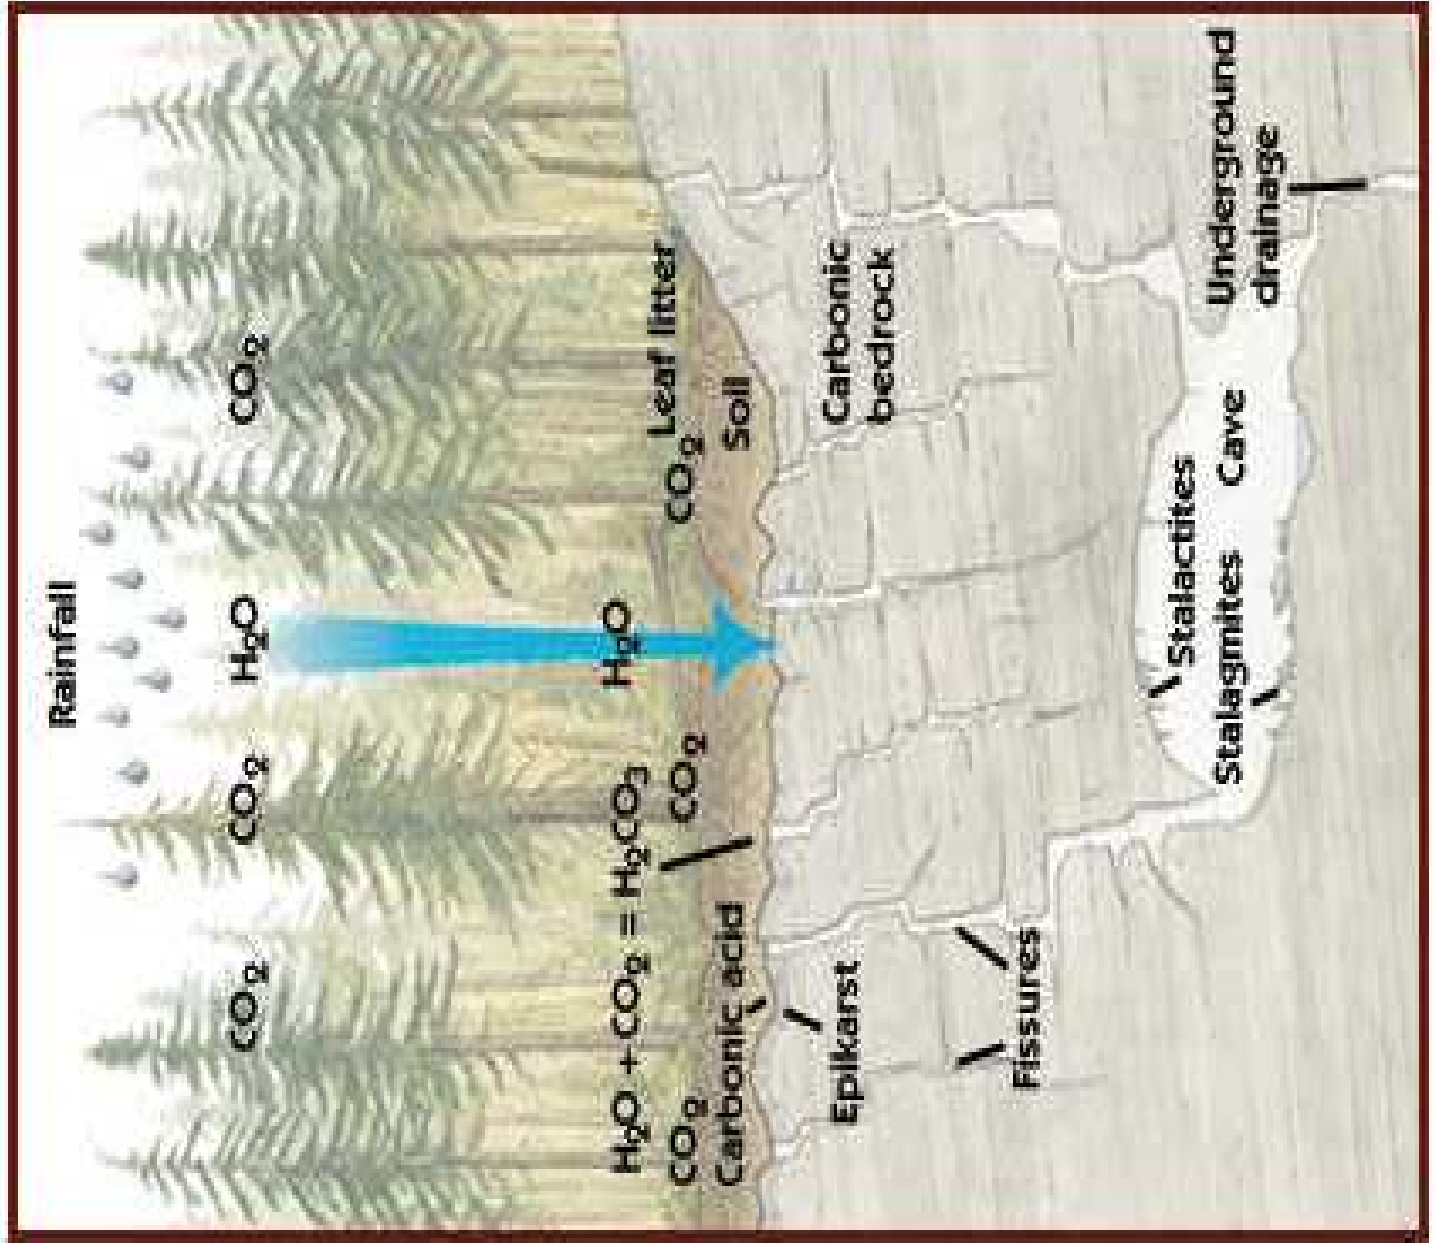 Rainfall
CO₂
CO₂
H₂O
CO₂
H₂O + CO₂ = H₂CO₃
H₂O
Leaf litter
CO₂
CO₂
CO₂
Carbonic acid
Soil
Epikarst
Carbonic
bedrock
Fissures
Stalactites
Stalagmites
Cave
Underground
drainage